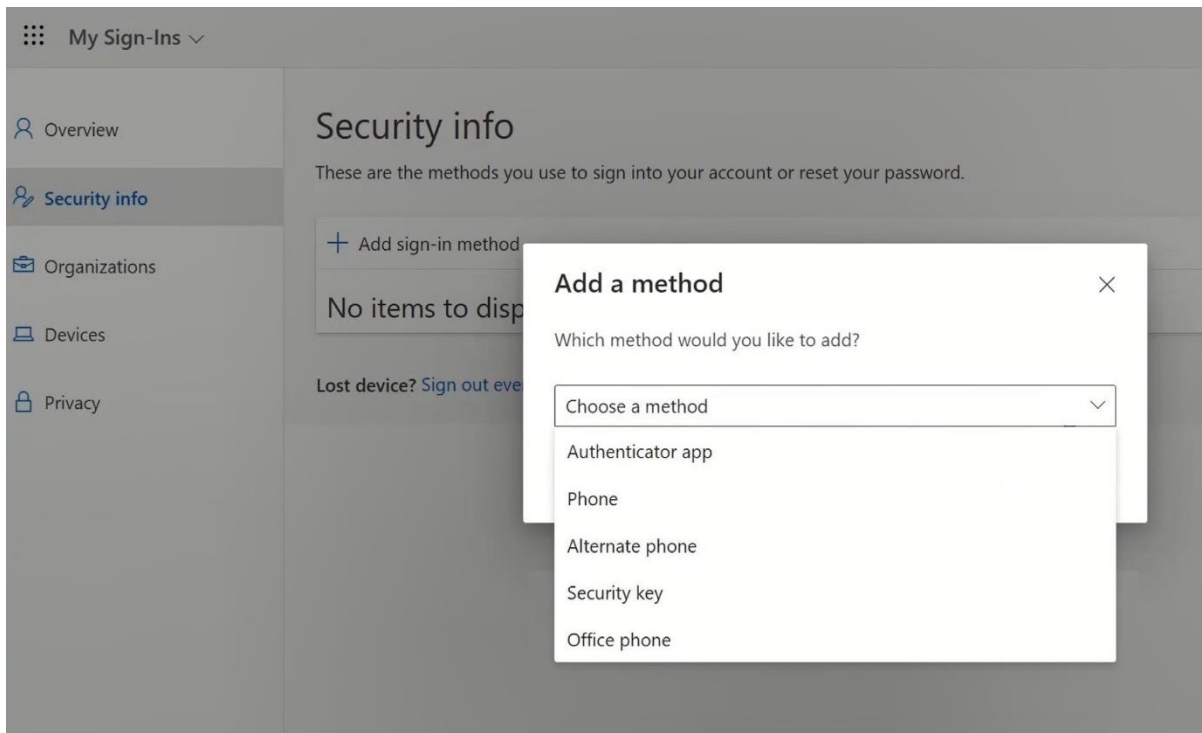 My Sign-Ins
Overview
Security info
Organizations
Devices
Privacy
Security info
These are the methods you use to sign into your account or reset your password.
Add sign-in method
No items to disp
Lost device? Sign out eve
Add a method
Which method would you like to add?
Choose a method
Authenticator app
Phone
Alternate phone
Security key
Office phone